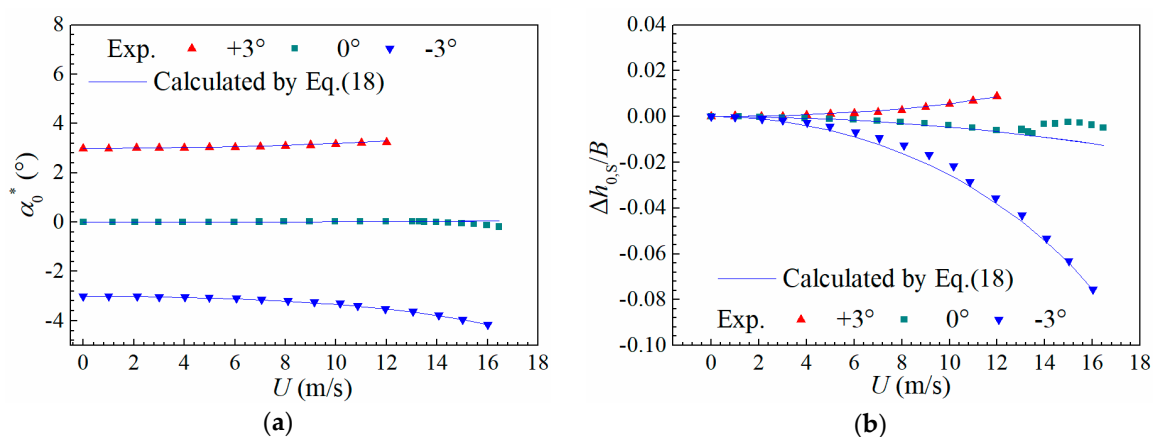 8
6
4
2
0
-2
-4
α₀* (°)
Exp. +3° 0° -3°
Calculated by Eq.(18)
0 2 4 6 8 10 12 14 16 18
U (m/s)
(a)
0.04
0.02
0.00
-0.02
-0.04
-0.06
-0.08
-0.10
Δh₀,S/B
Calculated by Eq.(18)
Exp. +3° 0° -3°
0 2 4 6 8 10 12 14 16 18
U (m/s)
(b)